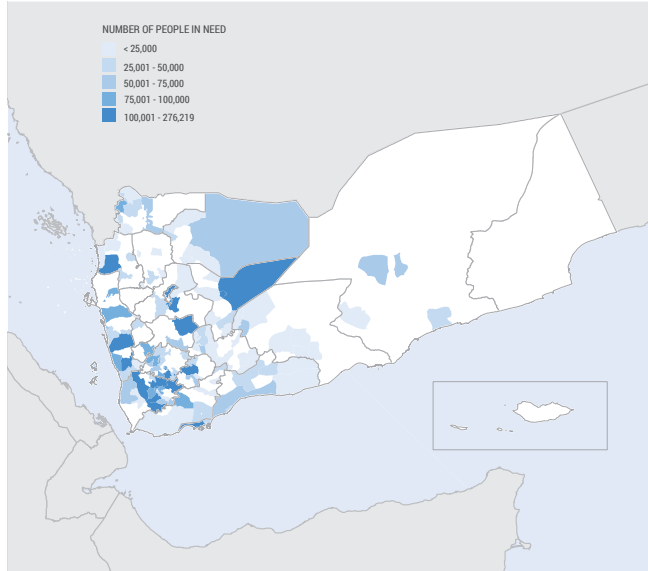 NUMBER OF PEOPLE IN NEED
< 25,000
25,001 - 50,000
50,001 - 75,000
75,001 - 100,000
100,001 - 276,219